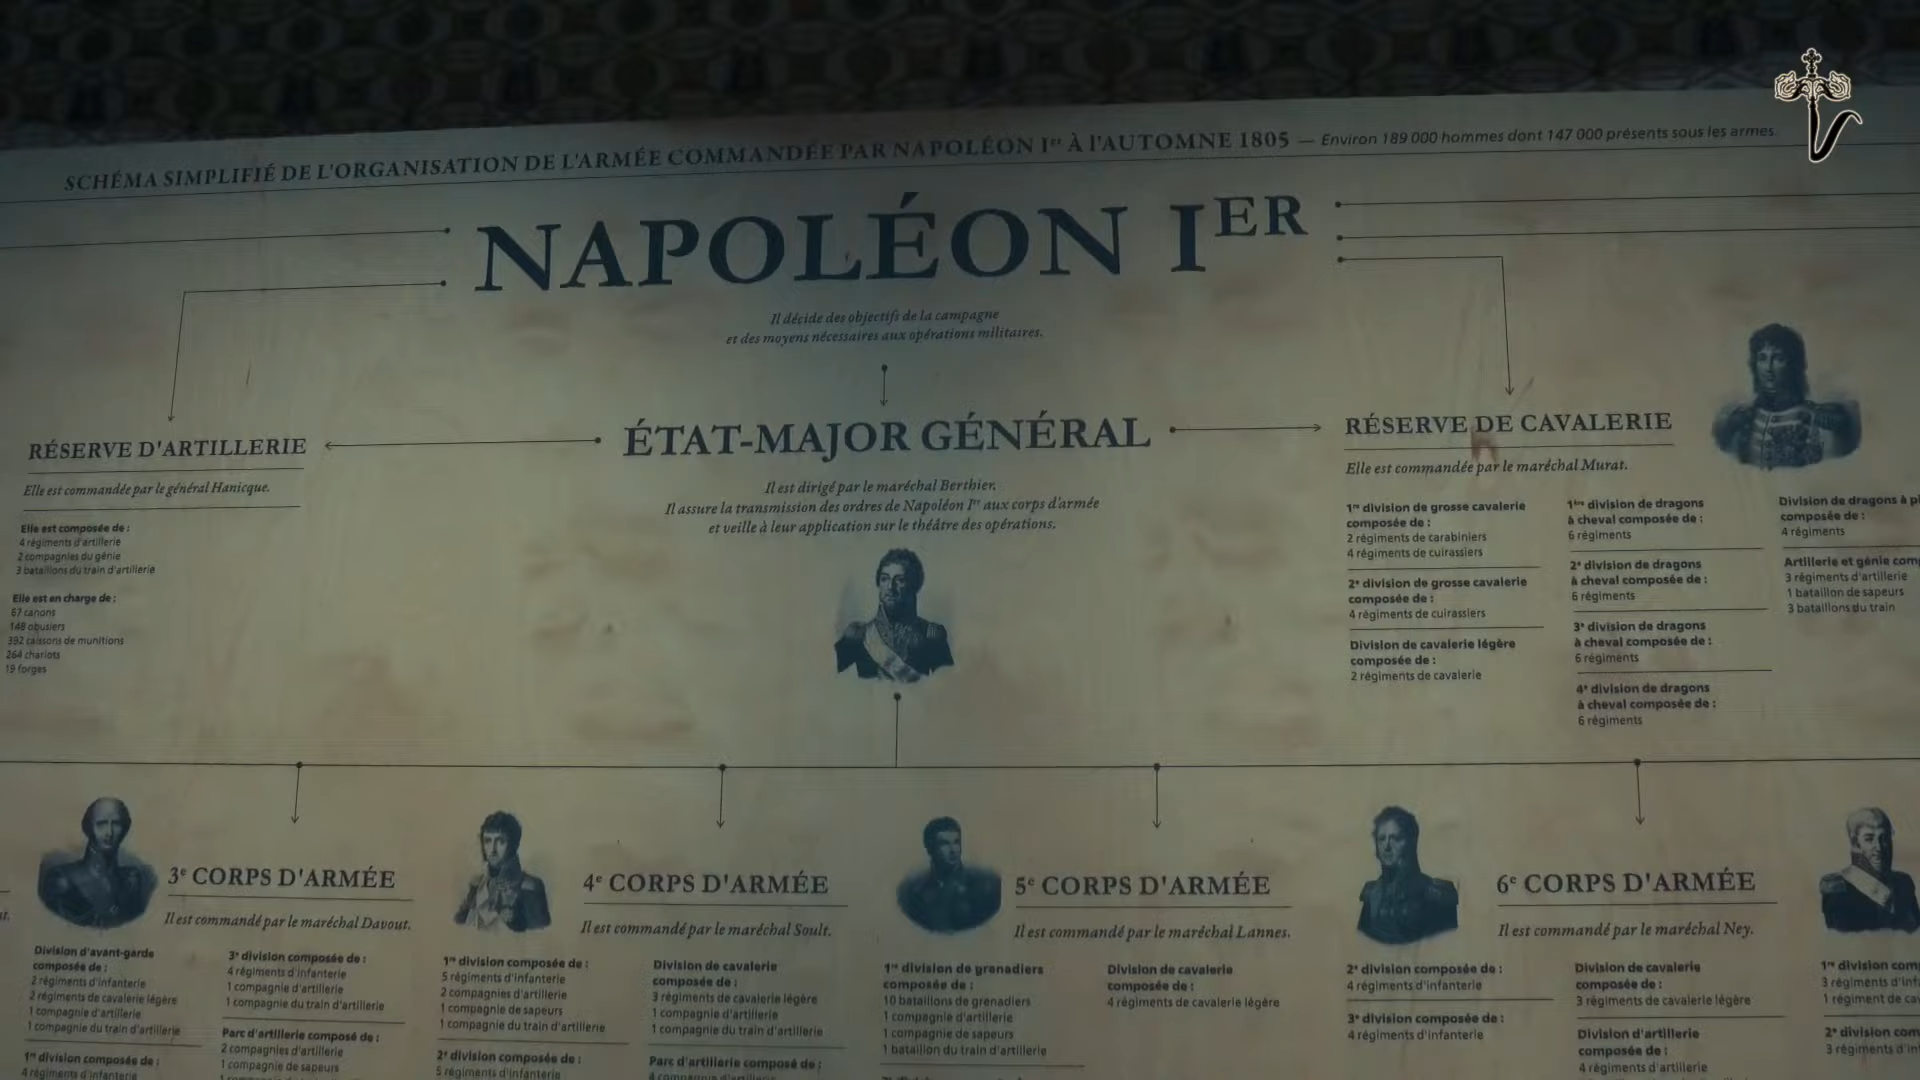 SCHÉMA SIMPLIFIÉ DE L'ORGANISATION DE L'ARMÉE COMMANDÉE PAR NAPOLÉON Iᵉʳ À l'AUTOMNE 1805 — Environ 189 000 hommes dont 147 000 présents sous les armes.
NAPOLÉON IER
Il décide des objectifs de la campagne
et des moyens nécessaires aux opérations militaires.
RÉSERVE D'ARTILLERIE
Elle est commandée par le général Hanicque.
Elle est composée de :
4 régiments d'artillerie
2 compagnies du génie
3 bataillons du train d'artillerie
Elle est en charge de :
67 canons
148 obusiers
392 caissons de munitions
264 chariots
19 forges
ÉTAT-MAJOR GÉNÉRAL
Il est dirigé par le maréchal Berthier.
Il assure la transmission des ordres de Napoléon Iᵉʳ aux corps d'armée
et veille à leur application sur le théâtre des opérations.
RÉSERVE DE CAVALERIE
Elle est commandée par le maréchal Murat.
1ʳᵉ division de grosse cavalerie
composée de :
2 régiments de carabiniers
4 régiments de cuirassiers
2ᵉ division de grosse cavalerie
composée de :
4 régiments de cuirassiers
Division de cavalerie légère
composée de :
2 régiments de cavalerie
1ʳᵉ division de dragons
à cheval composée de :
6 régiments
2ᵉ division de dragons
à cheval composée de :
6 régiments
3ᵉ division de dragons
à cheval composée de :
6 régiments
4ᵉ division de dragons
à cheval composée de :
6 régiments
Division de dragons à
composée de :
4 régiments
Artillerie et génie
3 régiments d'artillerie
1 bataillon de sapeurs
3 bataillons du train
3ᵉ CORPS D'ARMÉE
Il est commandé par le maréchal Davout.
Division d'avant-garde
composée de :
2 régiments d'infanterie
2 régiments de cavalerie légère
1 compagnie d'artillerie
1 compagnie du train d'artillerie
1ʳᵉ division composée de :
4 régiments d'infanterie
3ᵉ division composée de :
4 régiments d'infanterie
1 compagnie d'artillerie
1 compagnie du train d'artillerie
Parc d'artillerie composé de :
2 compagnies d'artillerie
1 compagnie de sapeurs
4ᵉ CORPS D'ARMÉE
Il est commandé par le maréchal Soult.
1ʳᵉ division composée de :
5 régiments d'infanterie
2 compagnies d'artillerie
1 compagnie de sapeurs
1 compagnie du train d'artillerie
2ᵉ division composée de :
5 régiments d'infanterie
Division de cavalerie
composée de :
3 régiments de cavalerie légère
1 compagnie d'artillerie
1 compagnie du train d'artillerie
Parc d'artillerie composé de :
5ᵉ CORPS D'ARMÉE
Il est commandé par le maréchal Lannes.
1ʳᵉ division de grenadiers
composée de :
10 bataillons de grenadiers
1 compagnie d'artillerie
1 compagnie de sapeurs
1 bataillon du train d'artillerie
Division de cavalerie
composée de :
4 régiments de cavalerie légère
6ᵉ CORPS D'ARMÉE
Il est commandé par le maréchal Ney.
2ᵉ division composée de :
4 régiments d'infanterie
3ᵉ division composée de :
4 régiments d'infanterie
Division de cavalerie
composée de :
3 régiments de cavalerie légère
Division d'artillerie
composée de :
4 régiments d'artillerie
1ʳᵉ division
3 régiments
1 régiment de
2ᵉ division
3 régiments